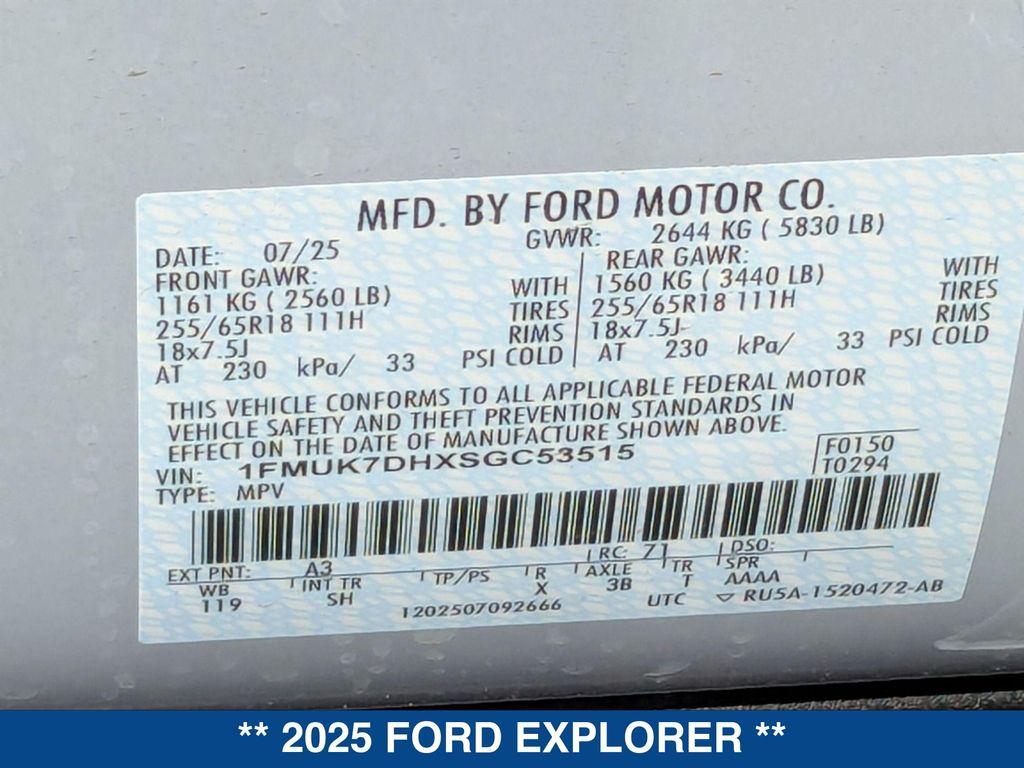 MFD. BY FORD MOTOR CO.
DATE: 07/25
GVWR: 2644 KG ( 5830 LB)
FRONT GAWR:
1161 KG ( 2560 LB) WITH
255/65R18 111H TIRES
18x7.5J RIMS
AT 230 kPa/ 33 PSI COLD
REAR GAWR:
1560 KG ( 3440 LB) WITH
255/65R18 111H TIRES
18x7.5J RIMS
AT 230 kPa/ 33 PSI COLD
THIS VEHICLE CONFORMS TO ALL APPLICABLE FEDERAL MOTOR
VEHICLE SAFETY AND THEFT PREVENTION STANDARDS IN
EFFECT ON THE DATE OF MANUFACTURE SHOWN ABOVE.
VIN: 1FMUK7DHXSGC53515
F0150
T0294
TYPE: MPV
EXT PNT: A3 RC: 71 DSO:
WB INT TR TP/PS R AXLE TR SPR
119 SH X 3B T AAAA
1202507092666 UTC ▽ RU5A-1520472-AB
** 2025 FORD EXPLORER **